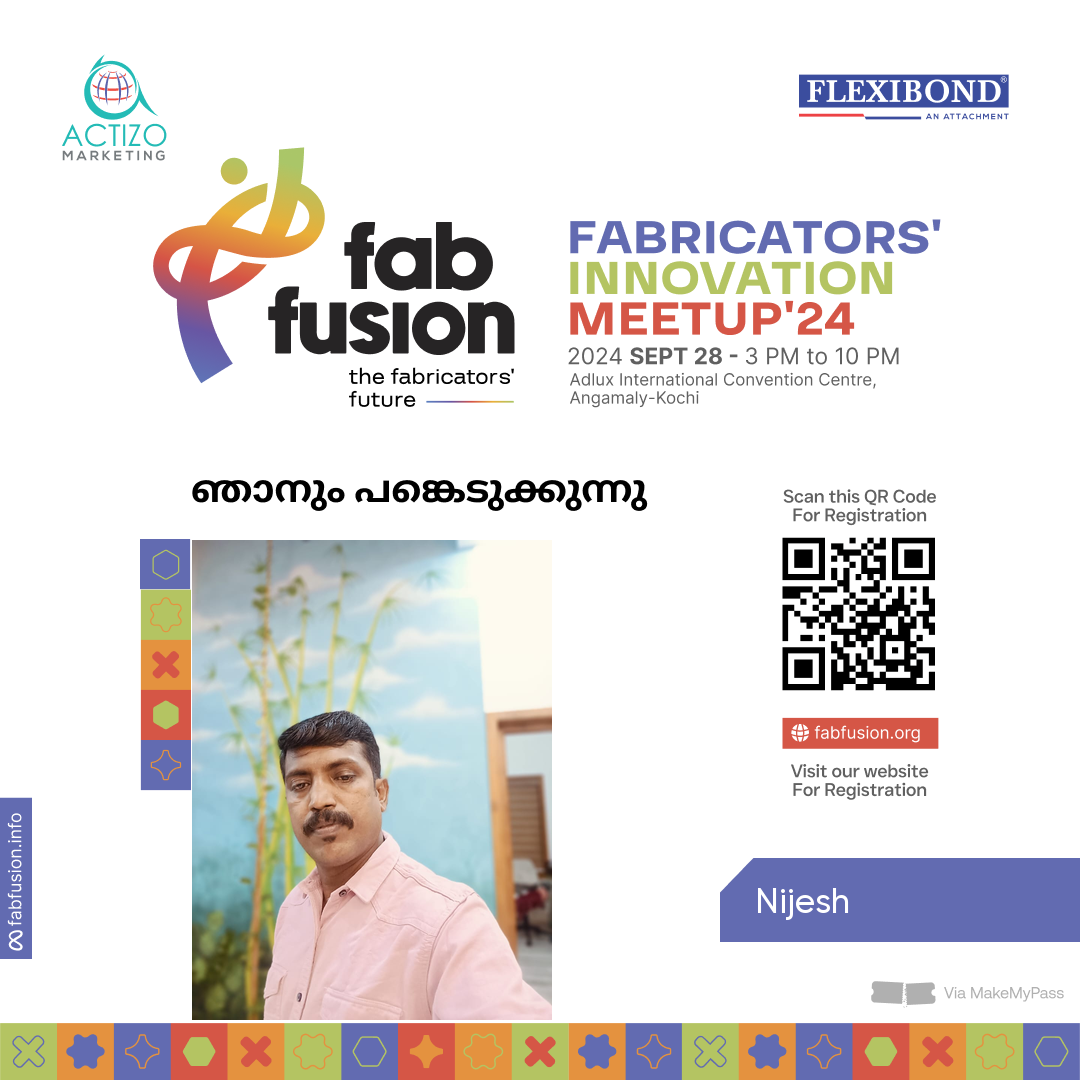 ACTIZO
MARKETING
FLEXIBOND®
AN ATTACHMENT
fab
fusion
the fabricators'
future
FABRICATORS'
INNOVATION
MEETUP'24
2024 SEPT 28 - 3 PM to 10 PM
Adlux International Convention Centre,
Angamaly-Kochi
ഞാനും പങ്കെടുക്കുന്നു
Scan this QR Code
For Registration
fabfusion.org
Visit our website
For Registration
fabfusion.info
Nijesh
Via MakeMyPass